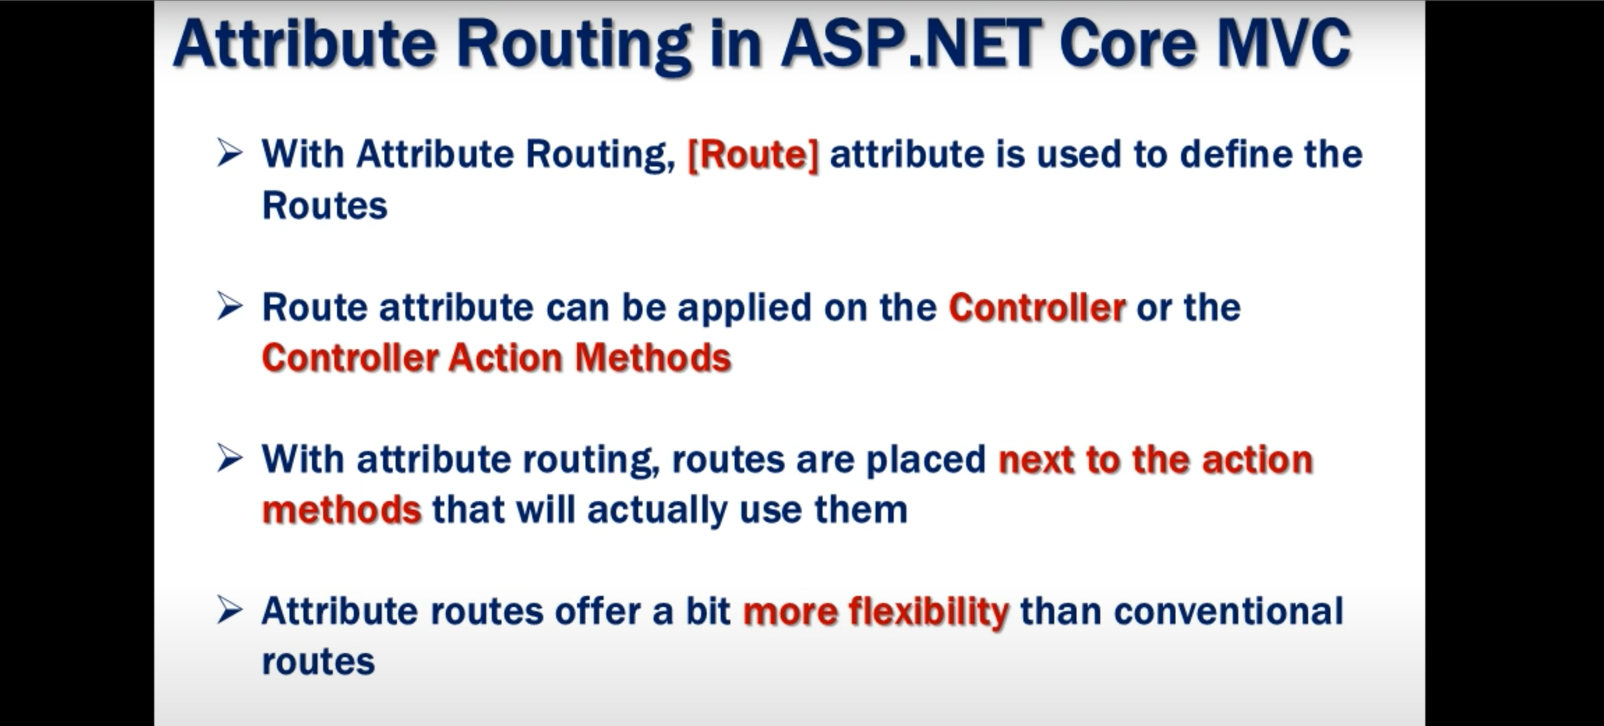 Attribute Routing in ASP.NET Core MVC
With Attribute Routing, [Route] attribute is used to define the
Routes
Route attribute can be applied on the Controller or the
Controller Action Methods
With attribute routing, routes are placed next to the action
methods that will actually use them
Attribute routes offer a bit more flexibility than conventional
routes